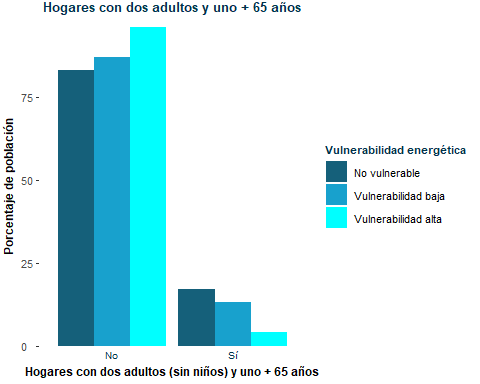 Hogares con dos adultos y uno + 65 años
Porcentaje de población
75
50
25
0
No
Sí
Hogares con dos adultos (sin niños) y uno + 65 años
Vulnerabilidad energética
No vulnerable
Vulnerabilidad baja
Vulnerabilidad alta